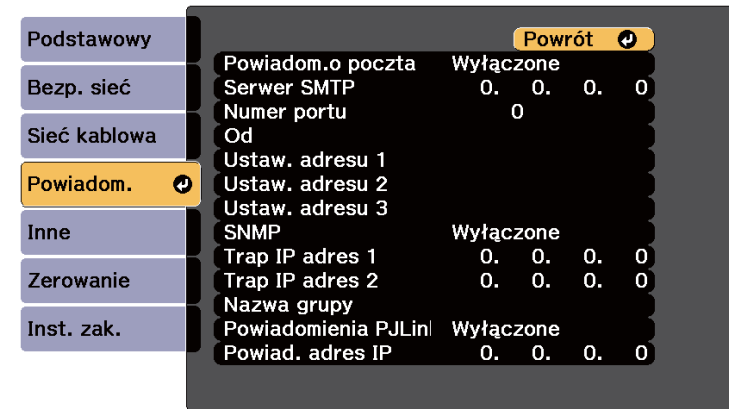 Podstawowy
Bezp. sieć
Sieć kablowa
Powiadom.
Inne
Zerowanie
Inst. zak.
Powrót
Powiadom.o poczta Wyłączone
Serwer SMTP 0. 0. 0. 0
Numer portu 0
Od
Ustaw. adresu 1
Ustaw. adresu 2
Ustaw. adresu 3
SNMP Wyłączone
Trap IP adres 1 0. 0. 0. 0
Trap IP adres 2 0. 0. 0. 0
Nazwa grupy
Powiadomienia PJLin Wyłączone
Powiad. adres IP 0. 0. 0. 0